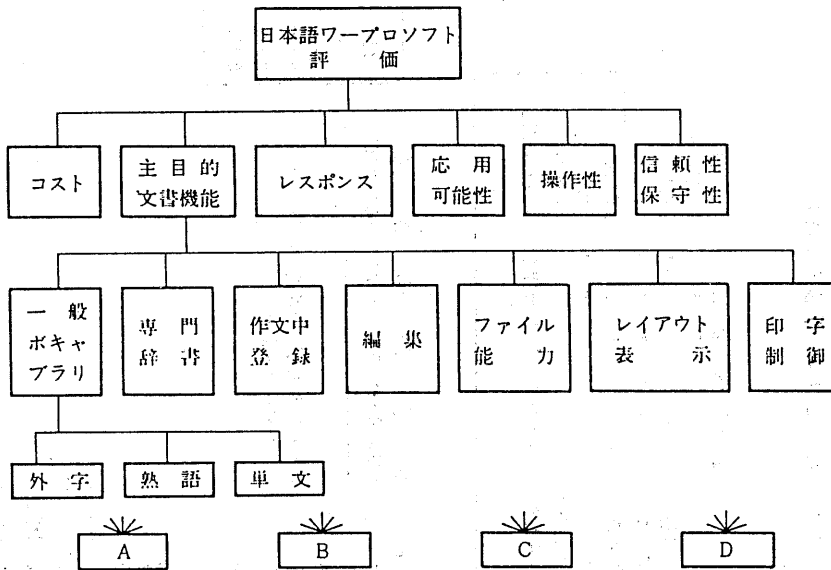 日本語ワープロソフト
評価
コスト
主目的
文書機能
レスポンス
応用
可能性
操作性
信頼性
保守性
一般
ボキャ
ブラリ
専門
辞書
作文中
登録
編集
ファイル
能力
レイアウト
表示
印字
制御
外字
熟語
単文
A
B
C
D